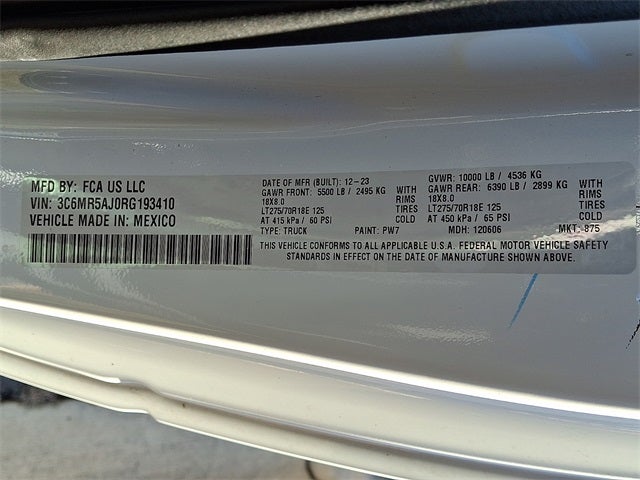 MFD BY: FCA US LLC
VIN: 3C6MR5AJ0RG193410
VEHICLE MADE IN: MEXICO
DATE OF MFR (BUILT): 12-23
GAWR FRONT: 5500 LB / 2495 KG WITH
18X8.0 RIMS
LT275/70R18E 125 TIRES
AT 415 kPa / 60 PSI COLD
TYPE: TRUCK PAINT: PW7
GVWR: 10000 LB / 4536 KG
GAWR REAR: 6390 LB / 2899 KG WITH
18X8.0 RIMS
LT275/70R18E 125 TIRES
AT 450 kPa / 65 PSI COLD
MDH: 120606 MKT: 875
THIS VEHICLE CONFORMS TO ALL APPLICABLE U.S.A. FEDERAL MOTOR VEHICLE SAFETY
STANDARDS IN EFFECT ON THE DATE OF MANUFACTURE SHOWN ABOVE.